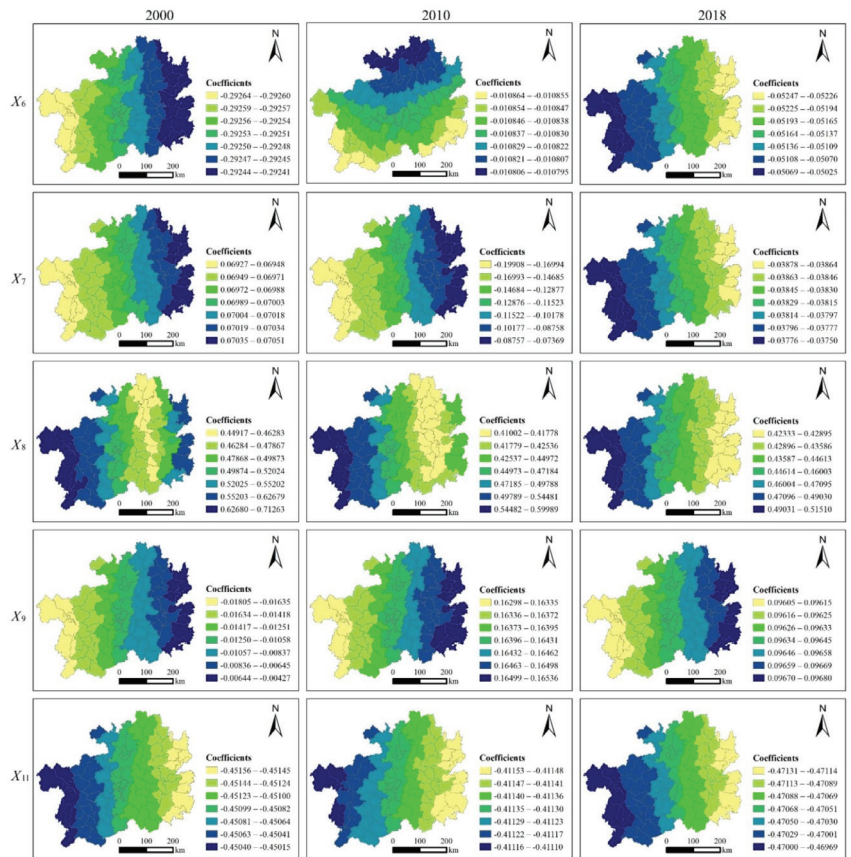 2000
2010
2018
X6
N
Coefficients
-0.29264 – -0.29260
-0.29259 – -0.29257
-0.29256 – -0.29254
-0.29253 – -0.29251
-0.29250 – -0.29248
-0.29247 – -0.29245
-0.29244 – -0.29241
0 100 200
km
N
Coefficients
-0.010864 – -0.010855
-0.010854 – -0.010847
-0.010846 – -0.010838
-0.010837 – -0.010830
-0.010829 – -0.010822
-0.010821 – -0.010807
-0.010806 – -0.010795
0 100 200
km
N
Coefficients
-0.05247 – -0.05226
-0.05225 – -0.05194
-0.05193 – -0.05165
-0.05164 – -0.05137
-0.05136 – -0.05109
-0.05108 – -0.05070
-0.05069 – -0.05025
0 100 200
km
X7
N
Coefficients
0.06927 – 0.06948
0.06949 – 0.06971
0.06972 – 0.06988
0.06989 – 0.07003
0.07004 – 0.07018
0.07019 – 0.07034
0.07035 – 0.07051
0 100 200
km
N
Coefficients
-0.19908 – -0.16994
-0.16993 – -0.14685
-0.14684 – -0.12877
-0.12876 – -0.11523
-0.11522 – -0.10178
-0.10177 – -0.08758
-0.08757 – -0.07369
0 100 200
km
N
Coefficients
-0.03878 – -0.03864
-0.03863 – -0.03846
-0.03845 – -0.03830
-0.03829 – -0.03815
-0.03814 – -0.03797
-0.03796 – -0.03777
-0.03776 – -0.03750
0 100 200
km
X8
N
Coefficients
0.44917 – 0.46283
0.46284 – 0.47867
0.47868 – 0.49873
0.49874 – 0.52024
0.52025 – 0.55202
0.55203 – 0.62679
0.62680 – 0.71263
0 100 200
km
N
Coefficients
0.41002 – 0.41778
0.41779 – 0.42536
0.42537 – 0.44972
0.44973 – 0.47184
0.47185 – 0.49788
0.49789 – 0.54481
0.54482 – 0.59989
0 100 200
km
N
Coefficients
0.42333 – 0.42895
0.42896 – 0.43586
0.43587 – 0.44613
0.44614 – 0.46003
0.46004 – 0.47095
0.47096 – 0.49030
0.49031 – 0.51510
0 100 200
km
X9
N
Coefficients
-0.01805 – -0.01635
-0.01634 – -0.01418
-0.01417 – -0.01251
-0.01250 – -0.01058
-0.01057 – -0.00837
-0.00836 – -0.00645
-0.00644 – -0.00427
0 100 200
km
N
Coefficients
0.16298 – 0.16335
0.16336 – 0.16372
0.16373 – 0.16395
0.16396 – 0.16431
0.16432 – 0.16462
0.16463 – 0.16498
0.16499 – 0.16536
0 100 200
km
N
Coefficients
0.09605 – 0.09615
0.09616 – 0.09625
0.09626 – 0.09633
0.09634 – 0.09645
0.09646 – 0.09658
0.09659 – 0.09669
0.09670 – 0.09680
0 100 200
km
X11
N
Coefficients
-0.45156 – -0.45145
-0.45144 – -0.45124
-0.45123 – -0.45100
-0.45099 – -0.45082
-0.45081 – -0.45064
-0.45063 – -0.45041
-0.45040 – -0.45015
0 100 200
km
N
Coefficients
-0.41153 – -0.41148
-0.41147 – -0.41141
-0.41140 – -0.41136
-0.41135 – -0.41130
-0.41129 – -0.41123
-0.41122 – -0.41117
-0.41116 – -0.41110
0 100 200
km
N
Coefficients
-0.47131 – -0.47114
-0.47113 – -0.47089
-0.47088 – -0.47069
-0.47068 – -0.47051
-0.47050 – -0.47030
-0.47029 – -0.47001
-0.47000 – -0.46969
0 100 200
km